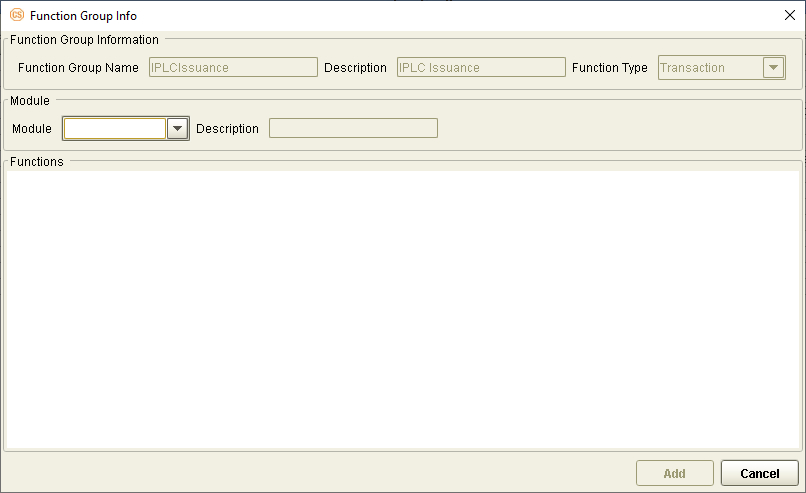 CS Function Group Info
Function Group Information
Function Group Name IPLCIssuance Description IPLC Issuance Function Type Transaction
Module
Module Description
Functions
Add Cancel